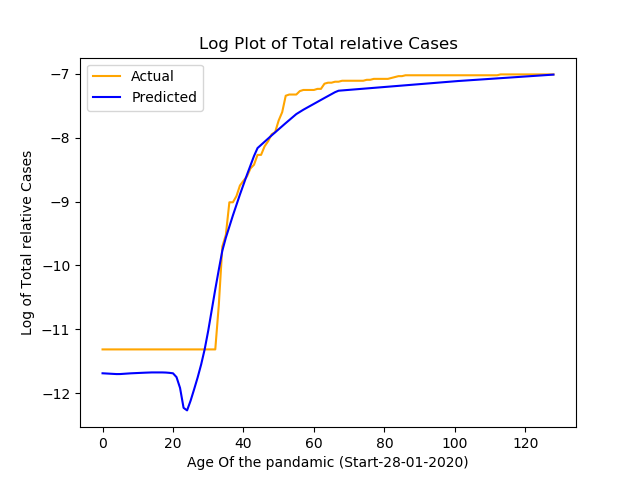 Log Plot of Total relative Cases
Actual
Predicted
−7
−8
−9
−10
−11
−12
Log of Total relative Cases
0 20 40 60 80 100 120
Age Of the pandamic (Start-28-01-2020)